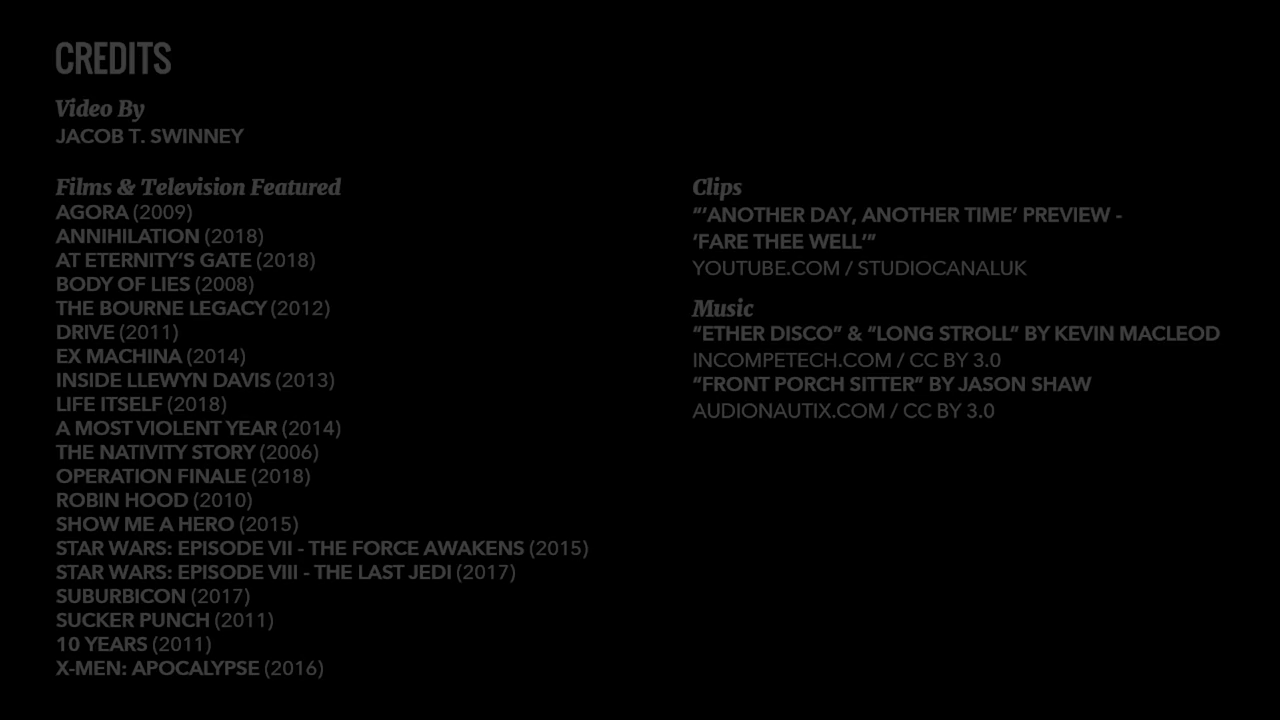 CREDITS
Video By
JACOB T. SWINNEY
Films & Television Featured
AGORA (2009)
ANNIHILATION (2018)
AT ETERNITY'S GATE (2018)
BODY OF LIES (2008)
THE BOURNE LEGACY (2012)
DRIVE (2011)
EX MACHINA (2014)
INSIDE LLEWYN DAVIS (2013)
LIFE ITSELF (2018)
A MOST VIOLENT YEAR (2014)
THE NATIVITY STORY (2006)
OPERATION FINALE (2018)
ROBIN HOOD (2010)
SHOW ME A HERO (2015)
STAR WARS: EPISODE VII - THE FORCE AWAKENS (2015)
STAR WARS: EPISODE VIII - THE LAST JEDI (2017)
SUBURBICON (2017)
SUCKER PUNCH (2011)
10 YEARS (2011)
X-MEN: APOCALYPSE (2016)
Clips
"'ANOTHER DAY, ANOTHER TIME' PREVIEW -
'FARE THEE WELL'"
YOUTUBE.COM / STUDIOCANALUK
Music
"ETHER DISCO" & "LONG STROLL" BY KEVIN MACLEOD
INCOMPETECH.COM / CC BY 3.0
"FRONT PORCH SITTER" BY JASON SHAW
AUDIONAUTIX.COM / CC BY 3.0